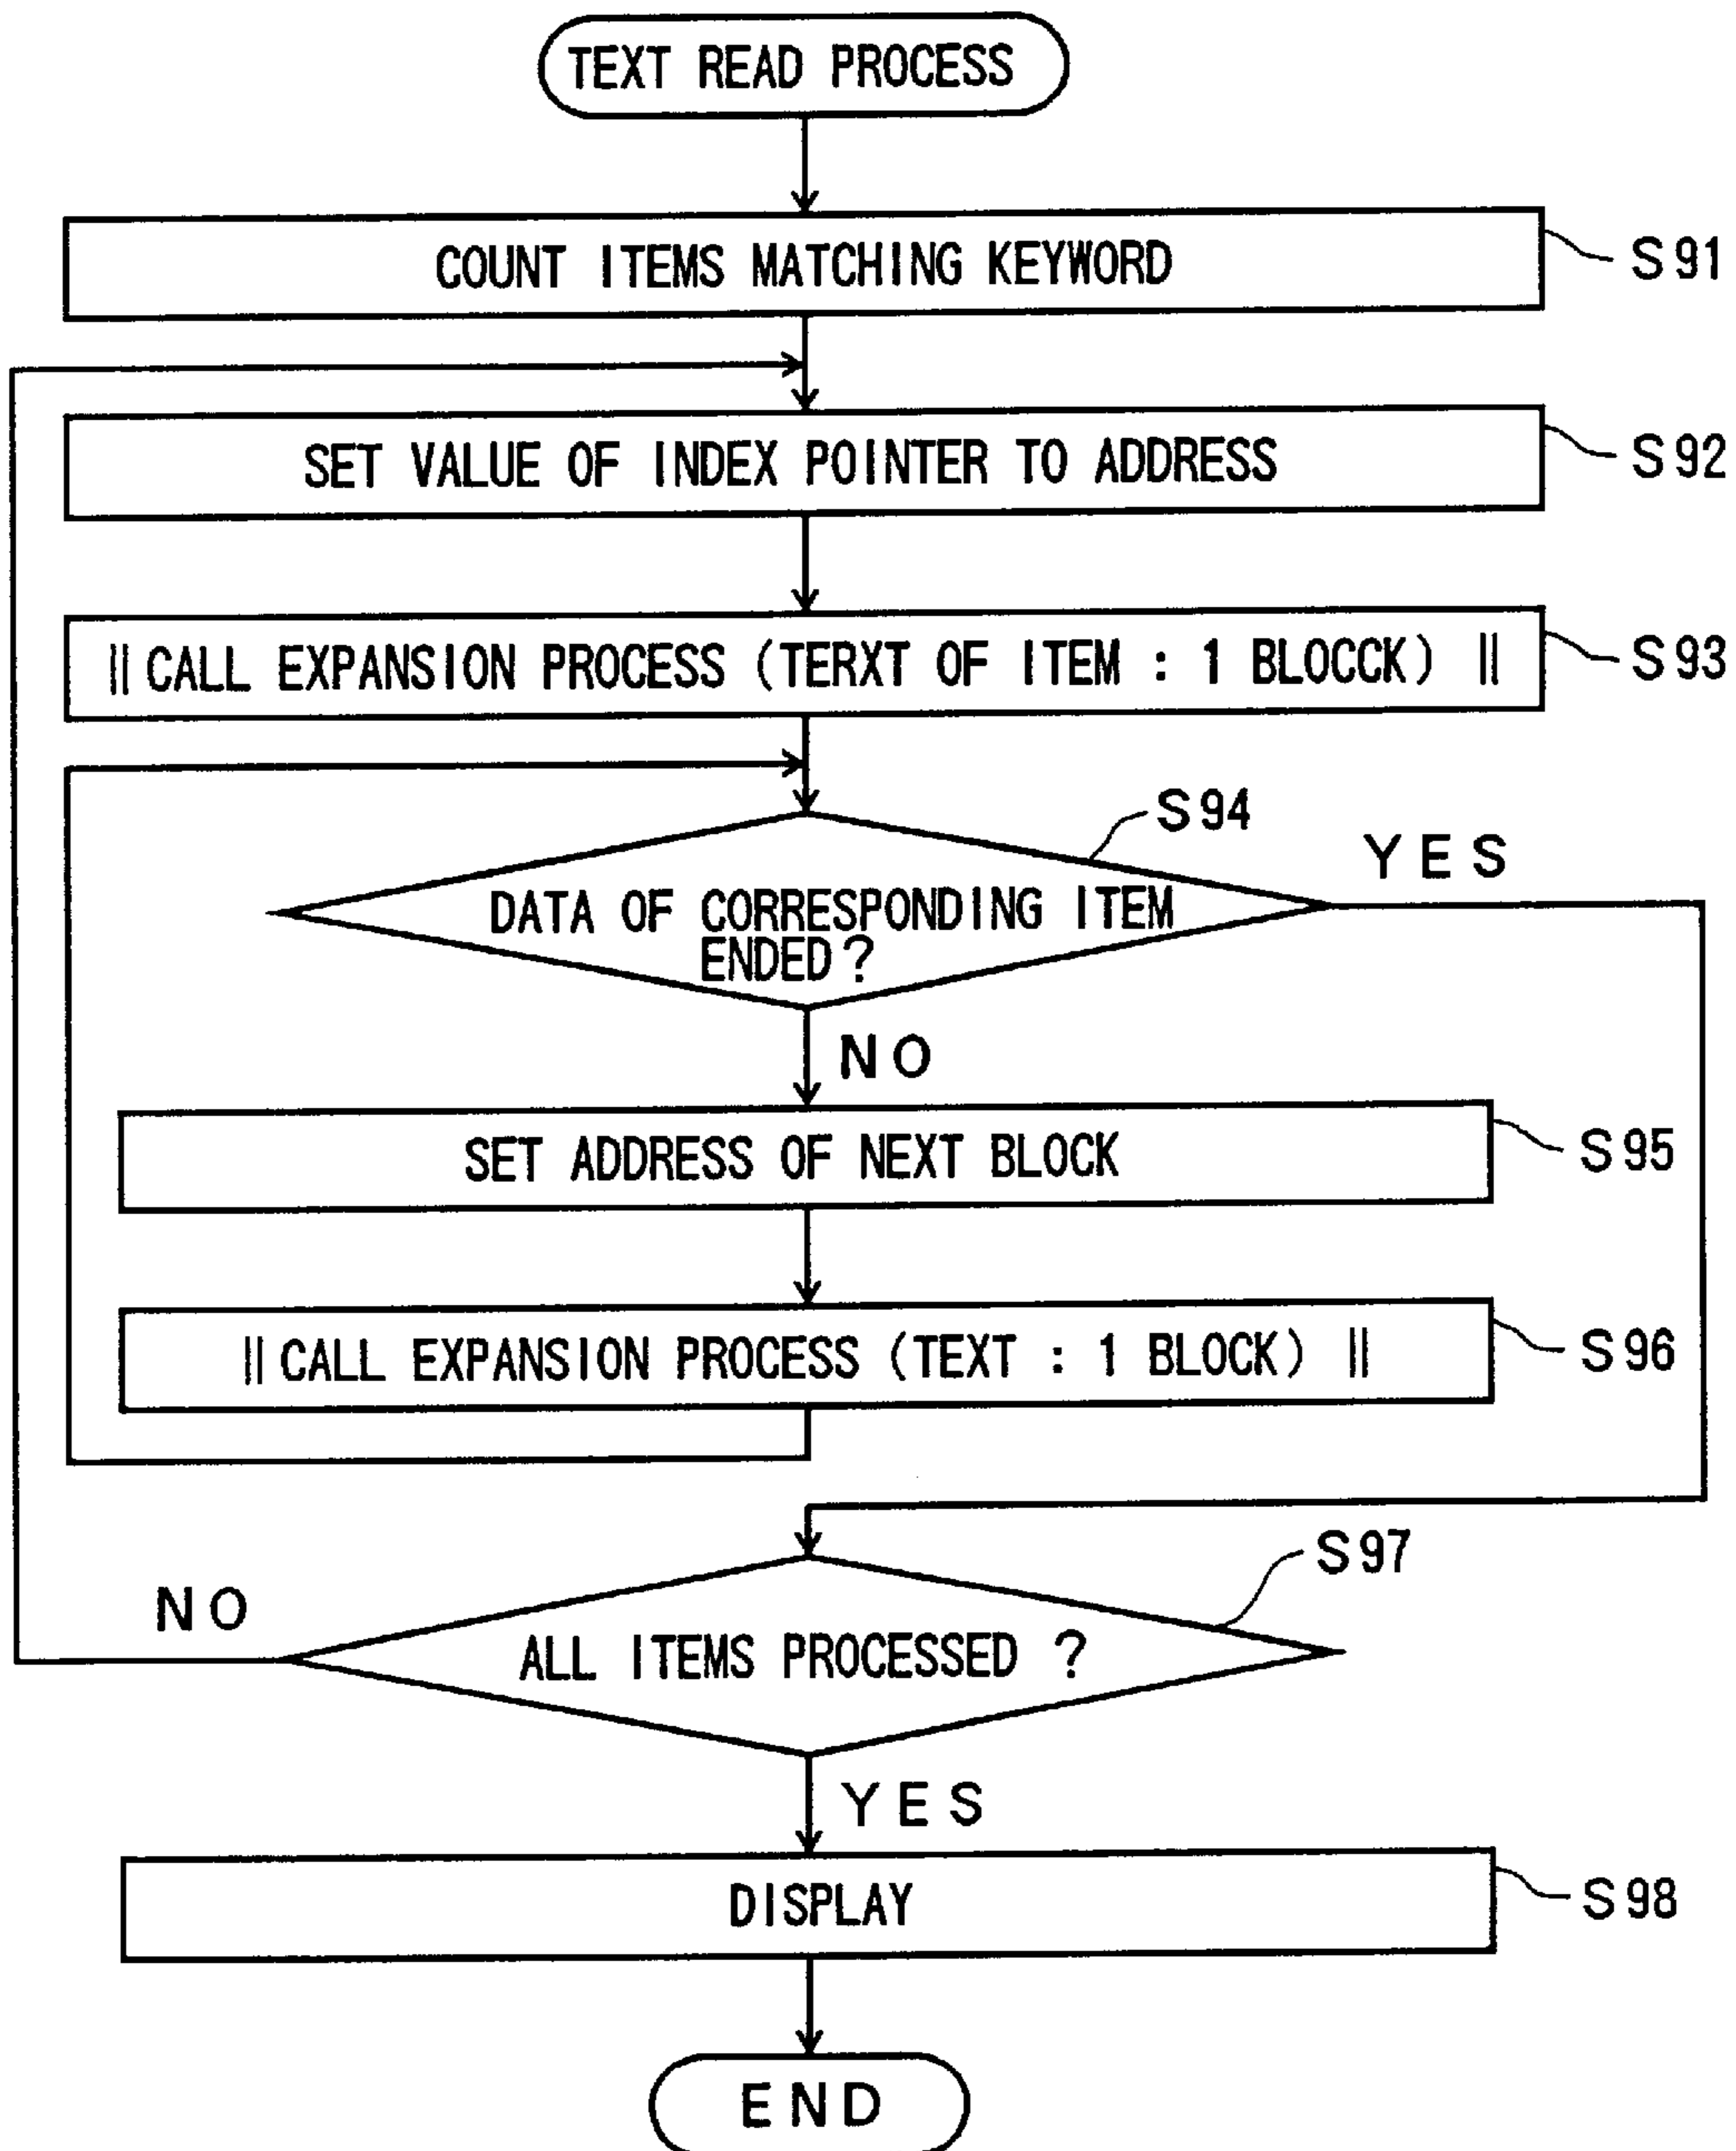 TEXT READ PROCESS
COUNT ITEMS MATCHING KEYWORD
S91
SET VALUE OF INDEX POINTER TO ADDRESS
S92
|| CALL EXPANSION PROCESS (TERXT OF ITEM : 1 BLOCCK) ||
S93
S94
YES
DATA OF CORRESPONDING ITEM
ENDED?
NO
SET ADDRESS OF NEXT BLOCK
S95
|| CALL EXPANSION PROCESS (TEXT : 1 BLOCK) ||
S96
S97
NO
ALL ITEMS PROCESSED ?
YES
DISPLAY
S98
END